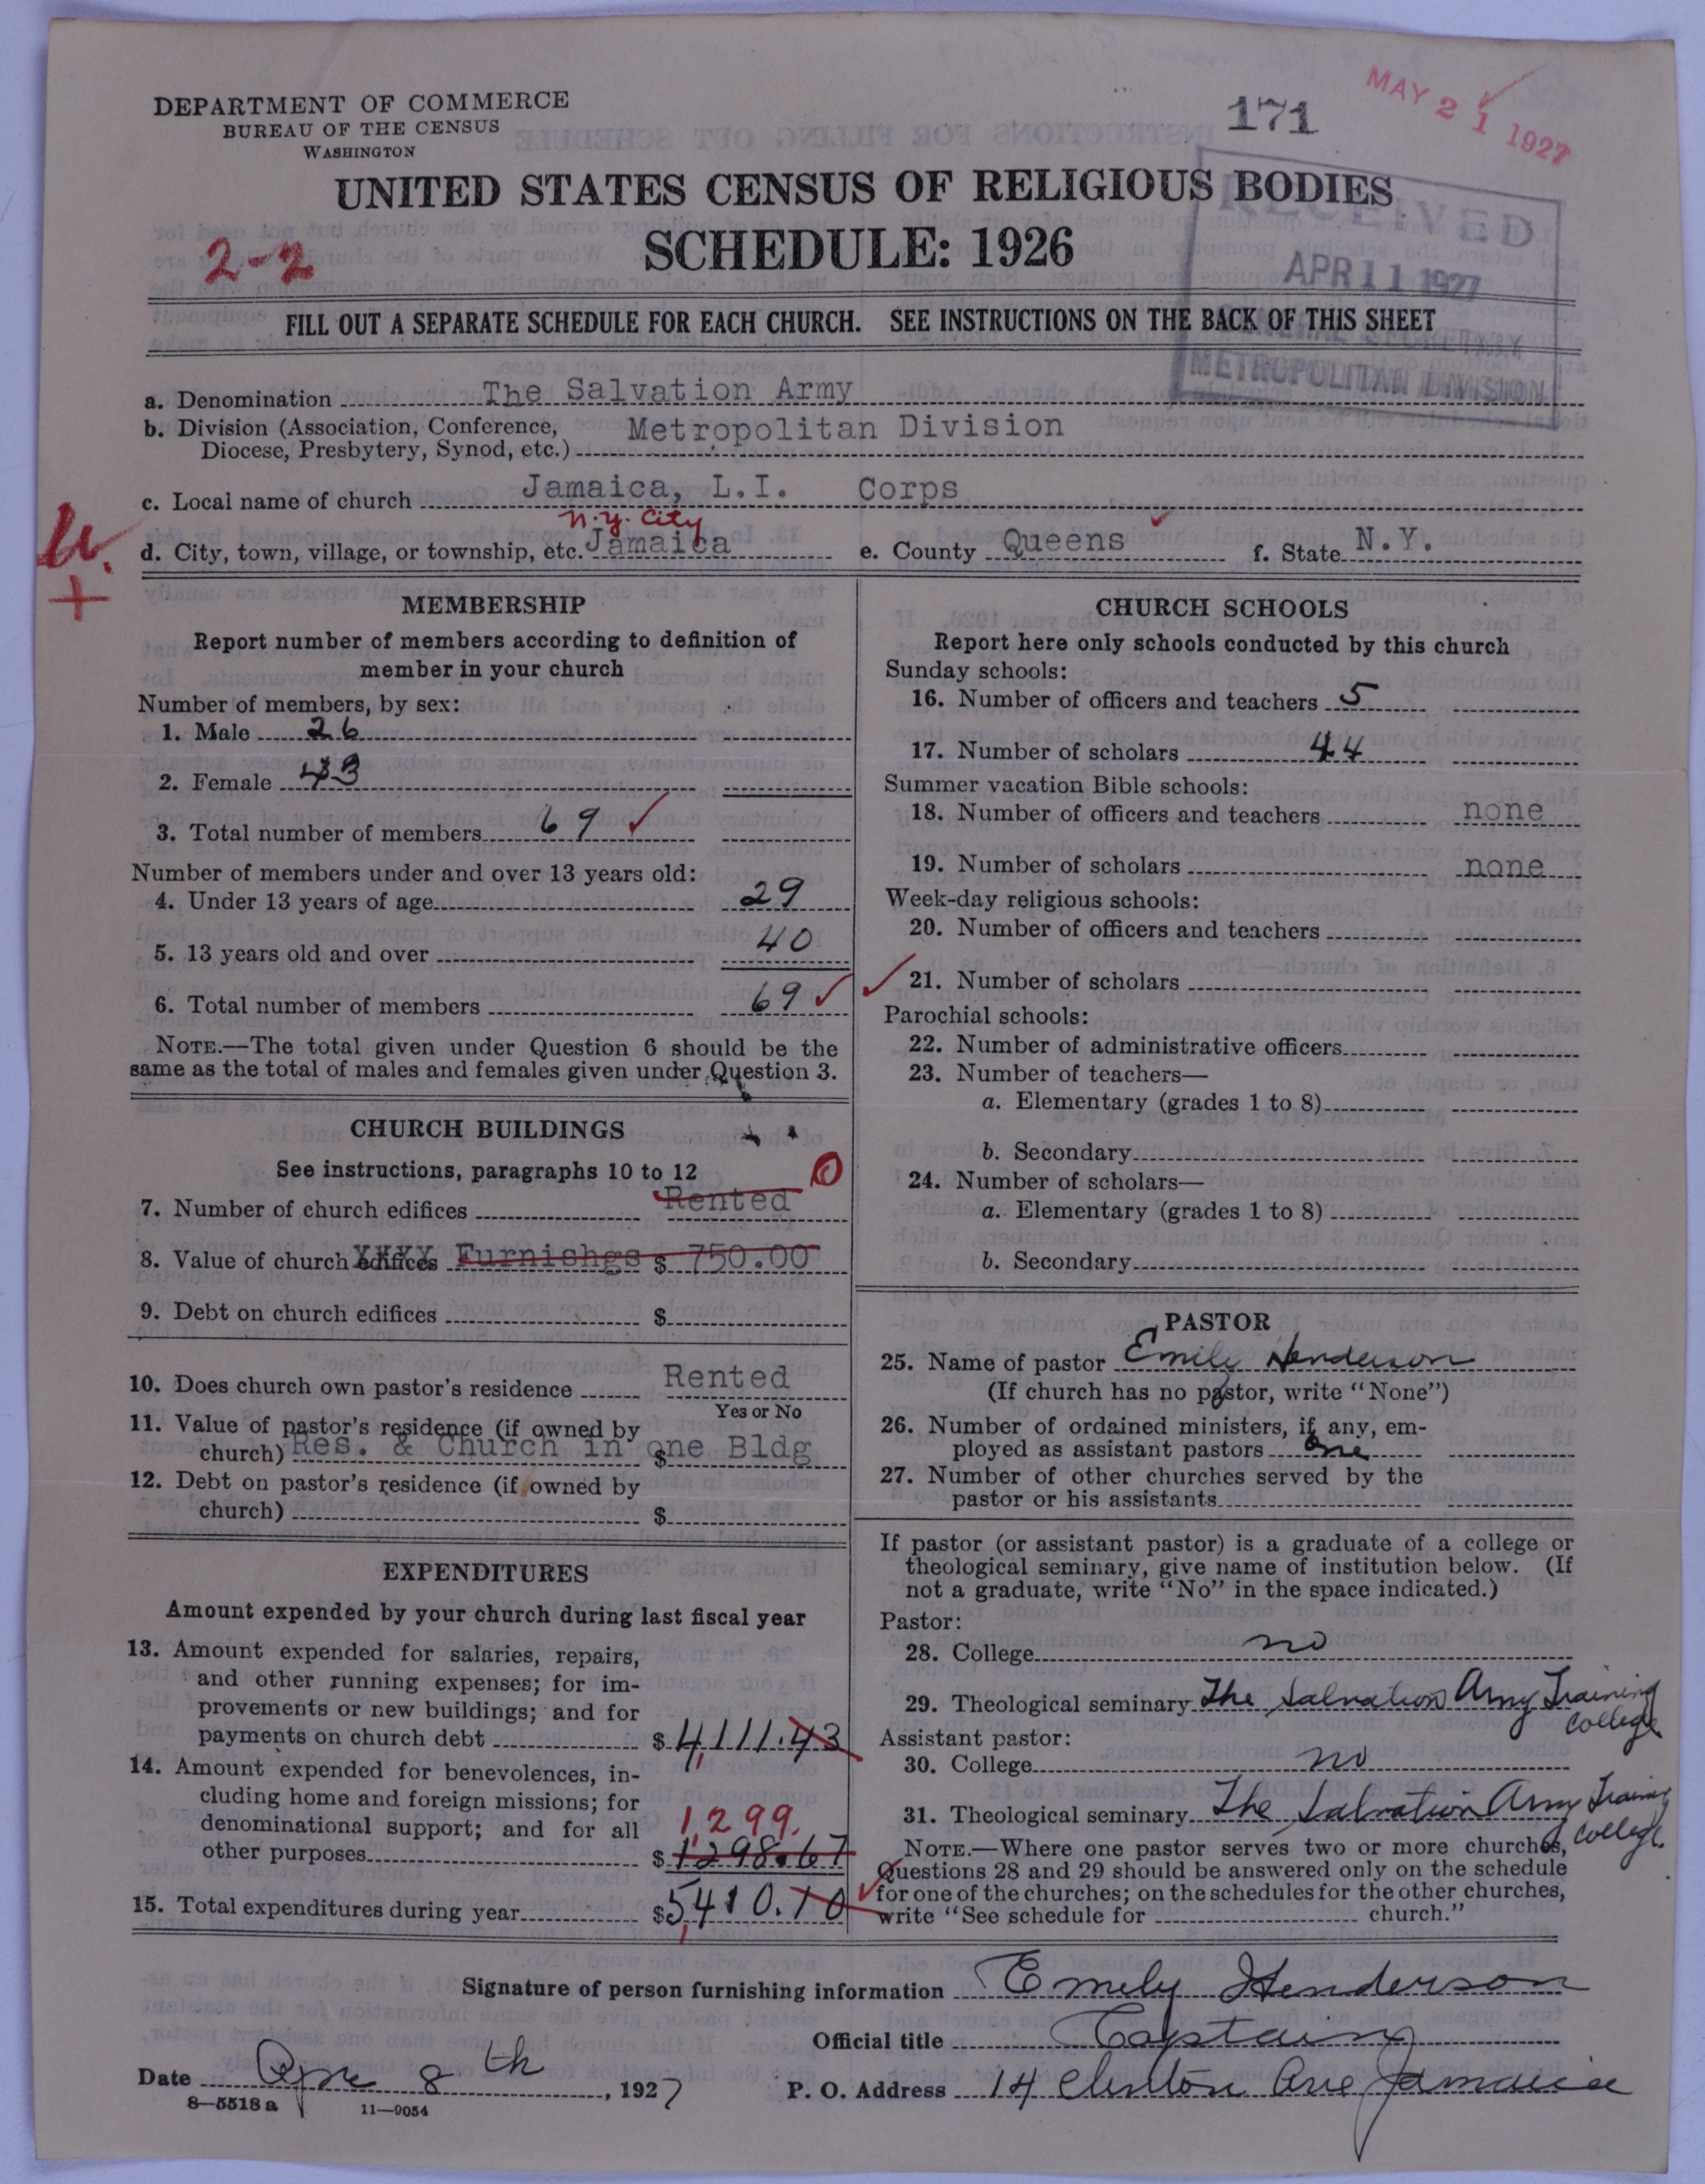 DEPARTMENT OF COMMERCE
BUREAU OF THE CENSUS
WASHINGTON
171
MAY 21 1927
UNITED STATES CENSUS OF RELIGIOUS BODIES
SCHEDULE: 1926
2-2
RECEIVED
APR 11 1927
GENERAL SECRETARY
METROPOLITAN DIVISION
FILL OUT A SEPARATE SCHEDULE FOR EACH CHURCH. SEE INSTRUCTIONS ON THE BACK OF THIS SHEET
a. Denomination The Salvation Army
b. Division (Association, Conference, Metropolitan Division
Diocese, Presbytery, Synod, etc.)
c. Local name of church Jamaica, L.I. Corps
N.Y. City
d. City, town, village, or township, etc. Jamaica e. County Queens f. State N.Y.
MEMBERSHIP
Report number of members according to definition of
member in your church
Number of members, by sex:
1. Male 26
2. Female 43
3. Total number of members 69
Number of members under and over 13 years old:
4. Under 13 years of age 29
5. 13 years old and over 40
6. Total number of members 69
NOTE.—The total given under Question 6 should be the
same as the total of males and females given under Question 3.
CHURCH BUILDINGS
See instructions, paragraphs 10 to 12
0
7. Number of church edifices Rented
8. Value of church edifices XXXX Furnishgs $ 750.00
9. Debt on church edifices $
10. Does church own pastor's residence Rented
Yes or No
11. Value of pastor's residence (if owned by
church) Res. & Church in $ one Bldg
12. Debt on pastor's residence (if owned by
church) $
EXPENDITURES
Amount expended by your church during last fiscal year
13. Amount expended for salaries, repairs,
and other running expenses; for im-
provements or new buildings; and for
payments on church debt $ 4,111.43
14. Amount expended for benevolences, in-
cluding home and foreign missions; for
denominational support; and for all 1,299.
other purposes $ 1298.67
15. Total expenditures during year $5,410.10
CHURCH SCHOOLS
Report here only schools conducted by this church
Sunday schools:
16. Number of officers and teachers 5
17. Number of scholars 44
Summer vacation Bible schools:
18. Number of officers and teachers none
19. Number of scholars none
Week-day religious schools:
20. Number of officers and teachers
21. Number of scholars
Parochial schools:
22. Number of administrative officers
23. Number of teachers—
a. Elementary (grades 1 to 8)
b. Secondary
24. Number of scholars—
a. Elementary (grades 1 to 8)
b. Secondary
PASTOR
25. Name of pastor Emily Henderson
(If church has no pastor, write "None")
26. Number of ordained ministers, if any, em-
ployed as assistant pastors One
27. Number of other churches served by the
pastor or his assistants
If pastor (or assistant pastor) is a graduate of a college or
theological seminary, give name of institution below. (If
not a graduate, write "No" in the space indicated.)
Pastor:
28. College no
29. Theological seminary The Salvation Army Training
College
Assistant pastor:
30. College no
31. Theological seminary The Salvation Army Training
College
NOTE.—Where one pastor serves two or more churches,
Questions 28 and 29 should be answered only on the schedule
for one of the churches; on the schedules for the other churches,
write "See schedule for church."
Signature of person furnishing information Emily Henderson
Official title Captain
Date Apr 8th, 1927 P. O. Address 14 Clinton Ave Jamaica
8—5518a 11—9054